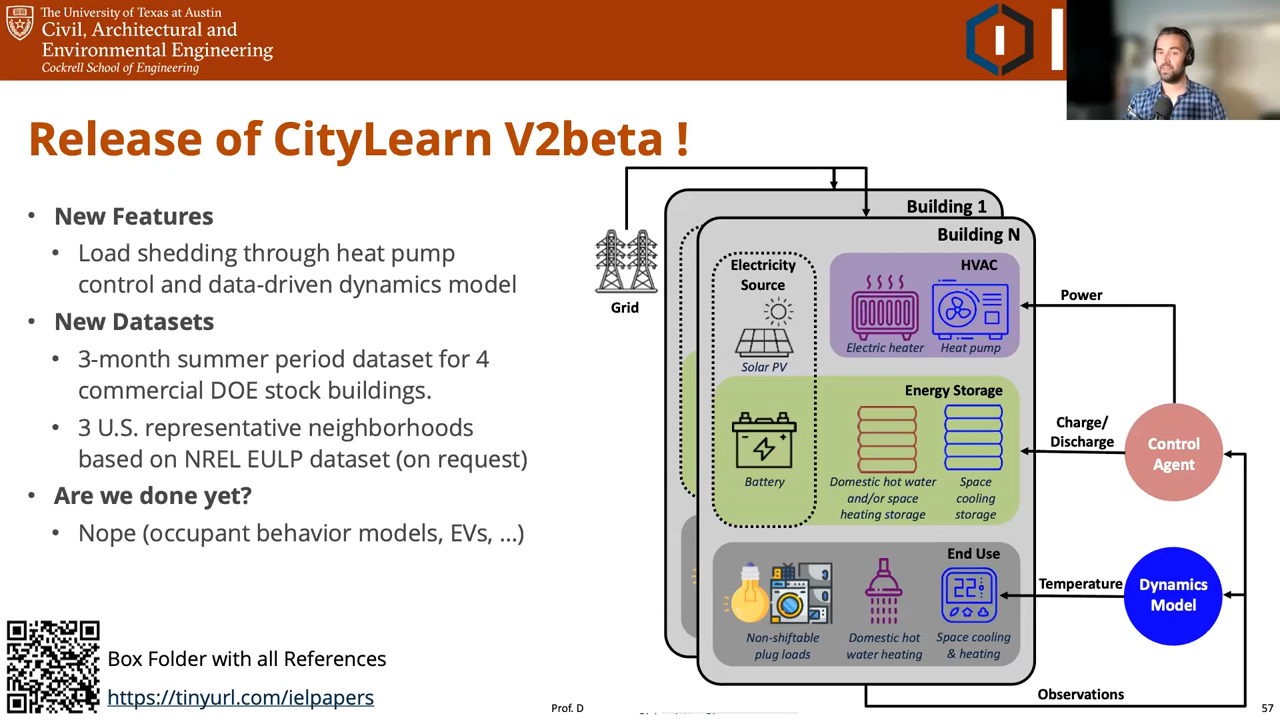 The University of Texas at Austin
Civil, Architectural and
Environmental Engineering
Cockrell School of Engineering
Release of CityLearn V2beta !
• New Features
• Load shedding through heat pump
control and data-driven dynamics model
• New Datasets
• 3-month summer period dataset for 4
commercial DOE stock buildings.
• 3 U.S. representative neighborhoods
based on NREL EULP dataset (on request)
• Are we done yet?
• Nope (occupant behavior models, EVs, ...)
Box Folder with all References
https://tinyurl.com/ielpapers
Grid
Building 1
Building N
Electricity
Source
Solar PV
HVAC
Electric heater
Heat pump
Energy Storage
Battery
Domestic hot water
and/or space
heating storage
Space
cooling
storage
End Use
22°
Non-shiftable
plug loads
Domestic hot
water heating
Space cooling
& heating
Power
Charge/
Discharge
Control
Agent
Temperature
Dynamics
Model
Observations
Prof. D
57